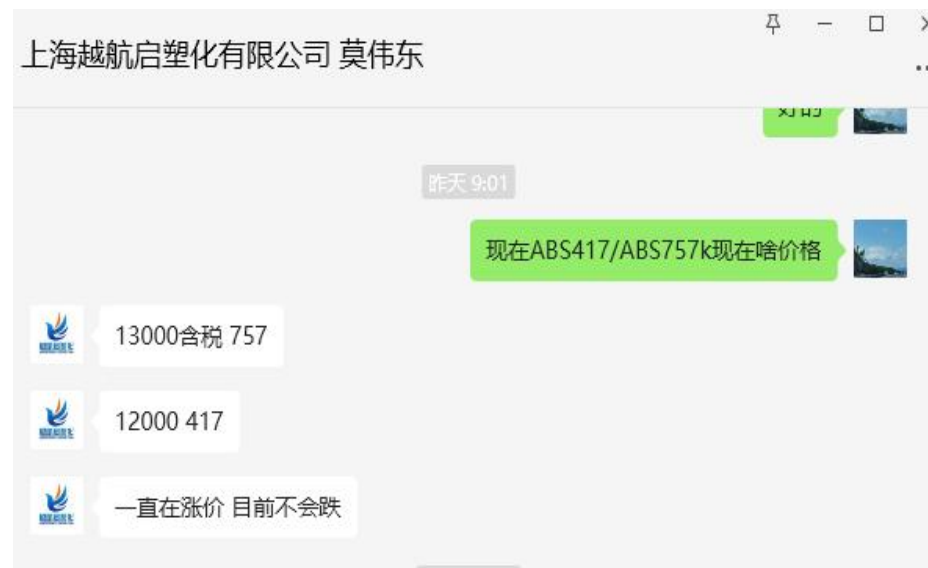 上海越航启塑化有限公司 莫伟东
好的
昨天 9:01
现在ABS417/ABS757k现在啥价格
13000含税 757
12000 417
一直在涨价 目前不会跌